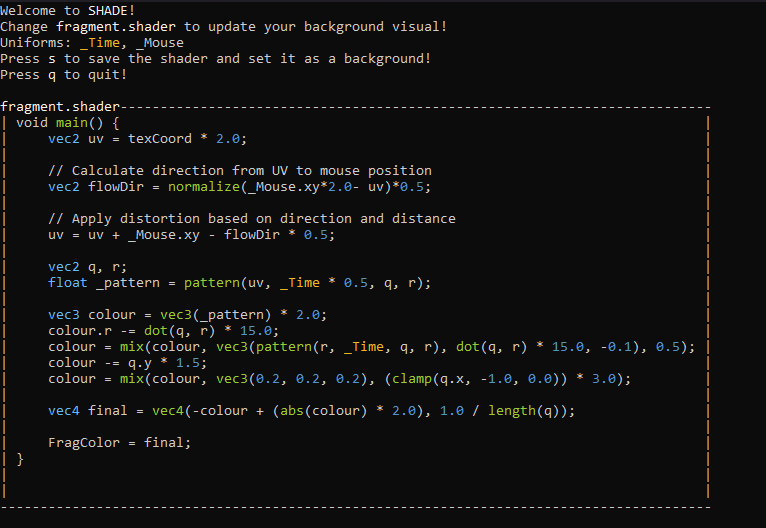 Welcome to SHADE!
Change fragment.shader to update your background visual!
Uniforms: _Time, _Mouse
Press s to save the shader and set it as a background!
Press q to quit!
fragment.shader--------------------------------------------------------------------------
| void main() { |
| vec2 uv = texCoord * 2.0; |
| // Calculate direction from UV to mouse position |
| vec2 flowDir = normalize(_Mouse.xy*2.0- uv)*0.5; |
| // Apply distortion based on direction and distance |
| uv = uv + _Mouse.xy - flowDir * 0.5; |
| vec2 q, r; |
| float _pattern = pattern(uv, _Time * 0.5, q, r); |
| vec3 colour = vec3(_pattern) * 2.0; |
| colour.r -= dot(q, r) * 15.0; |
| colour = mix(colour, vec3(pattern(r, _Time, q, r), dot(q, r) * 15.0, -0.1), 0.5); |
| colour -= q.y * 1.5; |
| colour = mix(colour, vec3(0.2, 0.2, 0.2), (clamp(q.x, -1.0, 0.0)) * 3.0); |
| vec4 final = vec4(-colour + (abs(colour) * 2.0), 1.0 / length(q)); |
| FragColor = final; |
| } |
-----------------------------------------------------------------------------------------